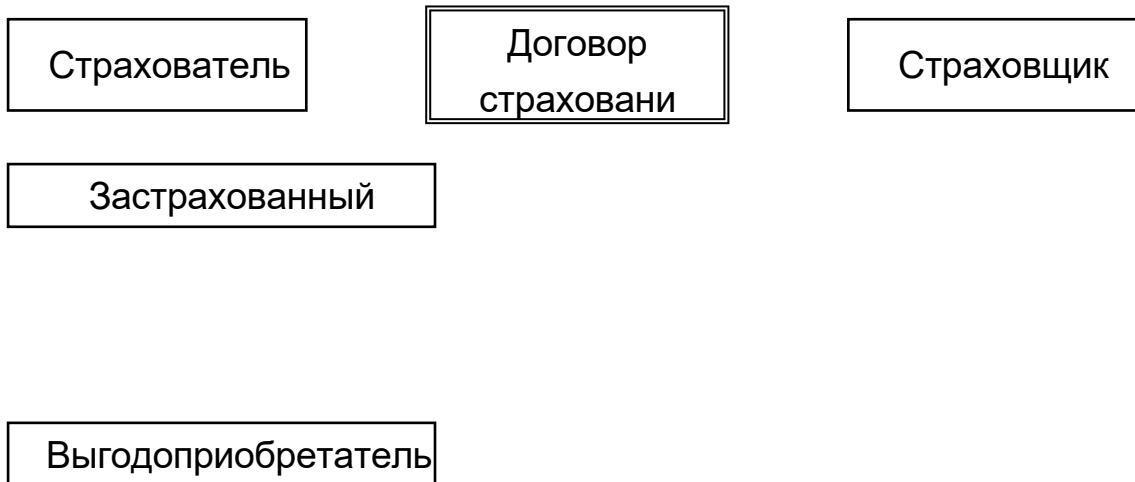 Страхователь
Договор
страховани
Страховщик
Застрахованный
Выгодоприобретатель